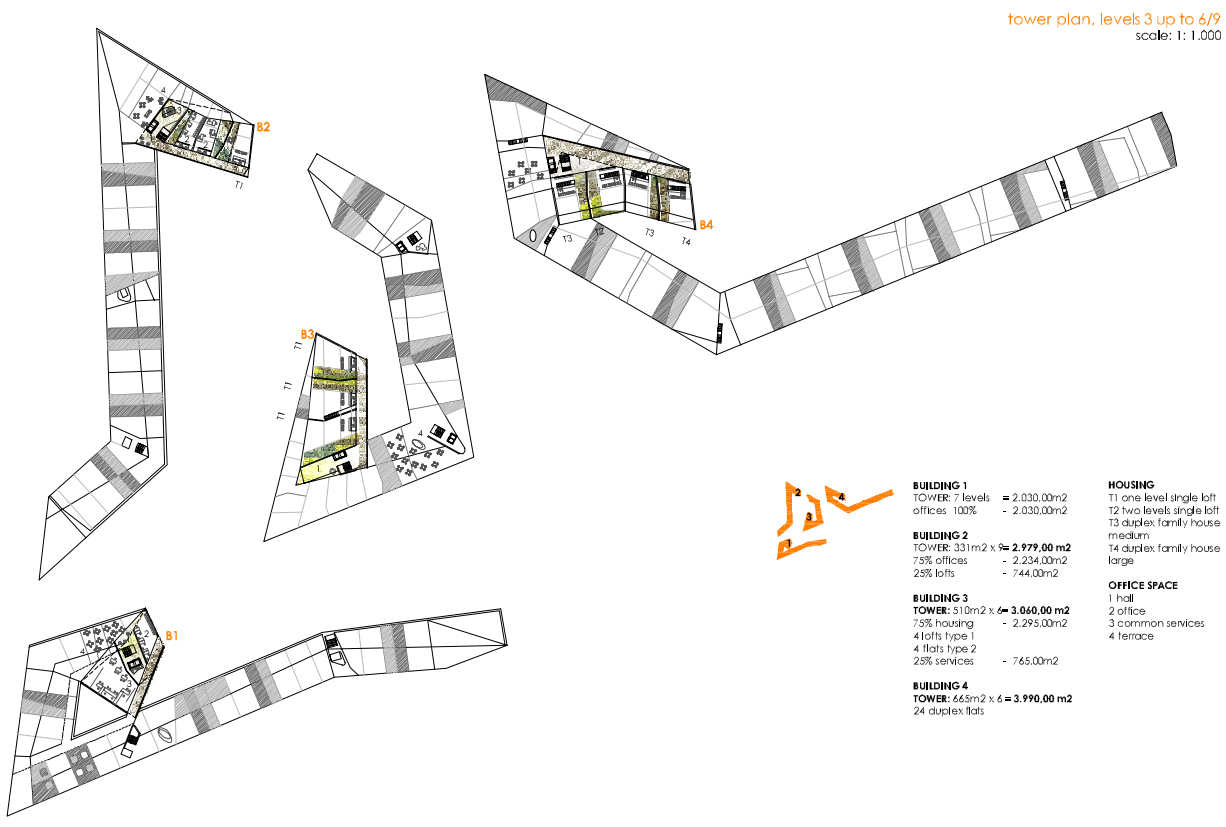 tower plan, levels 3 up to 6/9
scale: 1: 1.000
4
3
B2
T1
B4
T3
T2
T3
T4
B3
T1
T1
T1
1
4
2
B1
4
3
2
4
3
1
BUILDING 1
TOWER: 7 levels = 2.030,00m2
offices 100% - 2.030,00m2
BUILDING 2
TOWER: 331m2 x 9= 2.979,00 m2
75% offices - 2.234,00m2
25% lofts - 744,00m2
BUILDING 3
TOWER: 510m2 x 6= 3.060,00 m2
75% housing - 2.295,00m2
4 lofts type 1
4 flats type 2
25% services - 765,00m2
BUILDING 4
TOWER: 665m2 x 6 = 3.990,00 m2
24 duplex flats
HOUSING
T1 one level single loft
T2 two levels single loft
T3 duplex family house
medium
T4 duplex family house
large
OFFICE SPACE
1 hall
2 office
3 common services
4 terrace